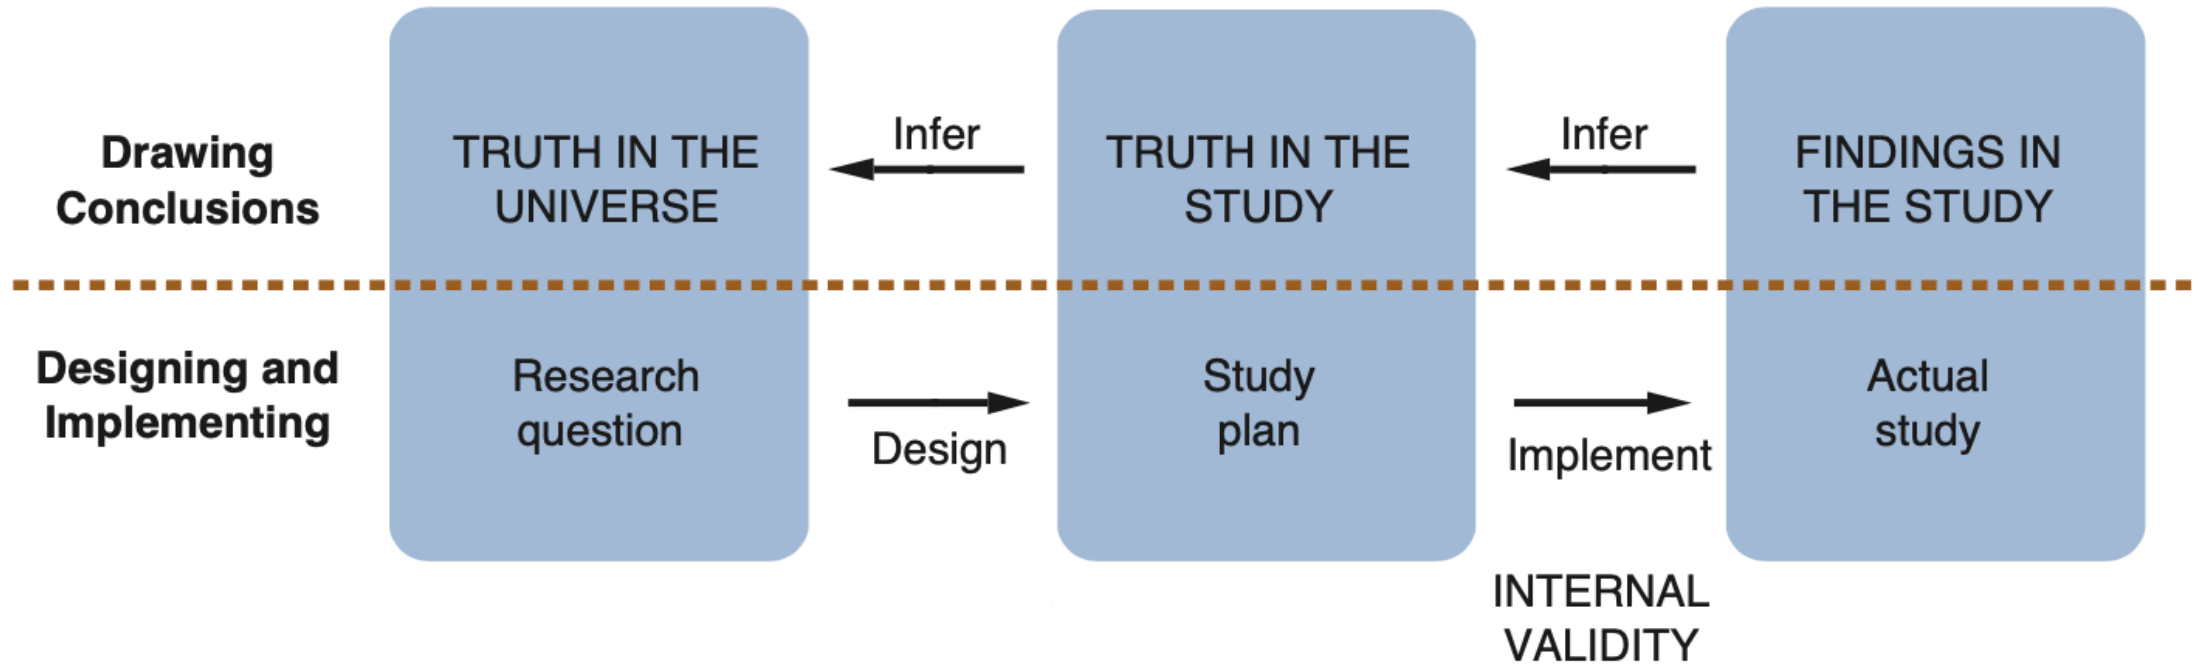 Drawing
Conclusions
TRUTH IN THE
UNIVERSE
Infer
TRUTH IN THE
STUDY
Infer
FINDINGS IN
THE STUDY
Designing and
Implementing
Research
question
Design
Study
plan
Implement
Actual
study
INTERNAL
VALIDITY